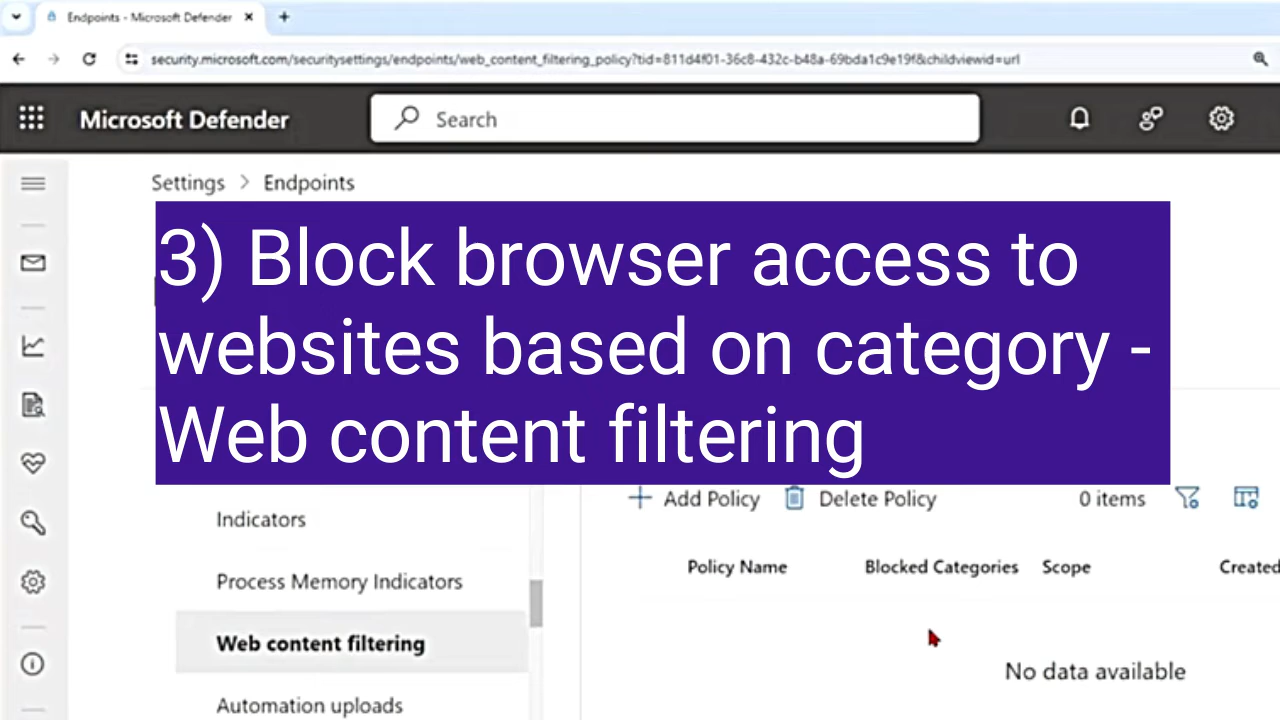 Endpoints - Microsoft Defender
security.microsoft.com/securitysettings/endpoints/web_content_filtering_policy?tid=811d4f01-36c8-432c-b48a-69bda1c9e19f&childviewid=url
Microsoft Defender
Search
Settings > Endpoints
3) Block browser access to
websites based on category -
Web content filtering
Add Policy Delete Policy 0 items
Indicators
Policy Name Blocked Categories Scope Created
Process Memory Indicators
Web content filtering
No data available
Automation uploads